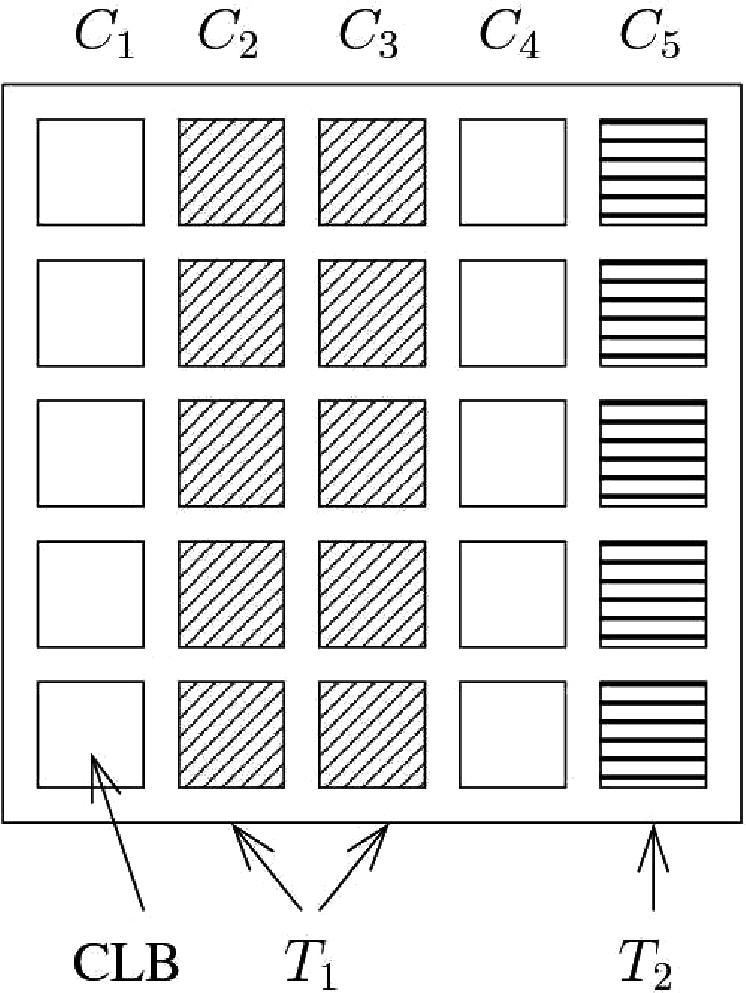 C₁ C₂ C₃ C₄ C₅
CLB T₁ T₂